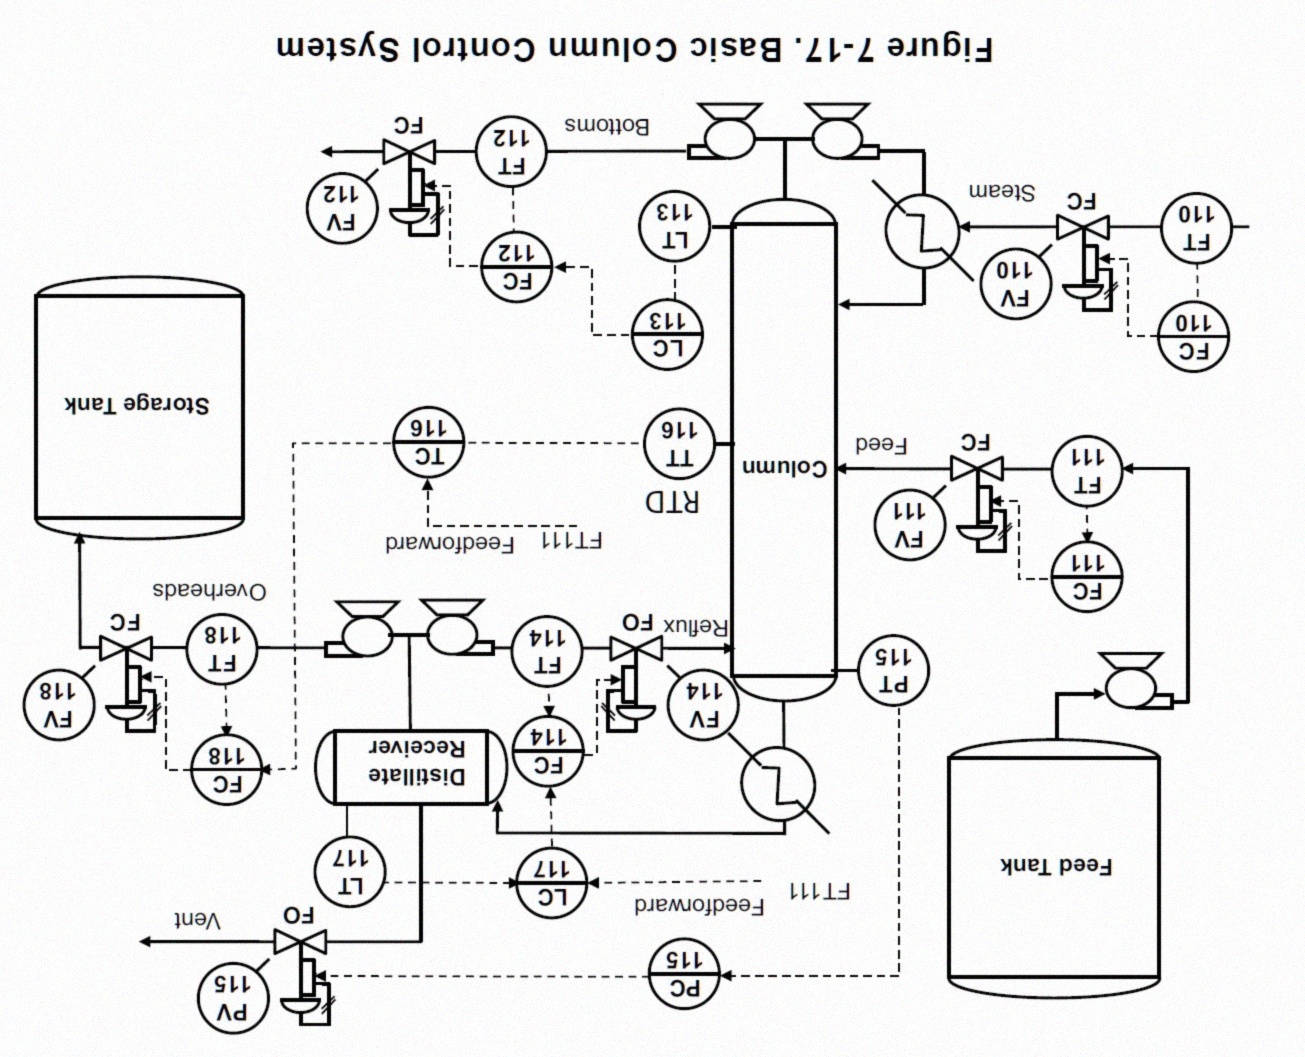 PV
115
PC
115
FO
Vent
Feed Tank
FT111
Feedforward
LC
117
LT
117
Distillate
Receiver
FC
114
FC
118
PT
115
FV
114
FV
118
FT
114
FT
118
Reflux
FO
FC
Overheads
FC
111
FT111
Feedforward
FV
111
RTD
FT
111
FC
Feed
Column
TT
116
TC
116
Storage Tank
FC
110
LC
113
FV
110
FC
112
FT
110
FC
Steam
LT
113
FV
112
FT
112
Bottoms
FC
Figure 7-17. Basic Column Control System